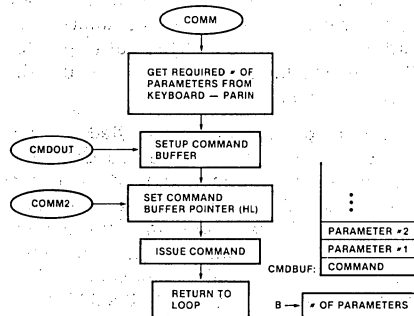 COMM
GET REQUIRED # OF
PARAMETERS FROM
KEYBOARD — PARIN
CMDOUT
SETUP COMMAND
BUFFER
COMM2
SET COMMAND
BUFFER POINTER (HL)
ISSUE COMMAND
RETURN TO
LOOP
PARAMETER #2
PARAMETER #1
CMDBUF: COMMAND
B → # OF PARAMETERS